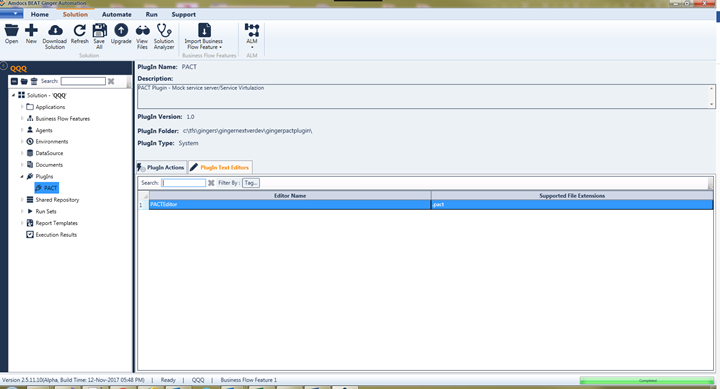 Amdocs BEAT Ginger Automation
Home Solution Automate Run Support
Open New Download Solution Refresh Save All Upgrade View Files Solution Analyzer Import Business Flow Feature ALM
Solution Business Flow Features ALM
QQQ
Search:
Solution - 'QQQ'
Applications
Business Flow Features
Agents
Environments
DataSource
Documents
PlugIns
PACT
Shared Repository
Run Sets
Report Templates
Execution Results
PlugIn Name: PACT
Description:
PACT Plugin - Mock service server/Service Virtulazion
PlugIn Version: 1.0
PlugIn Folder: c:\tfs\gingers\gingernextverdev\gingerpactplugin\
PlugIn Type: System
PlugIn Actions PlugIn Text Editors
Search: Filter By : Tag...
Editor Name Supported File Extensions
1 PACTEditor .pact
Version 2.5.11.10(Alpha, Build Time: 12-Nov-2017 05:48 PM) | Ready | QQQ | Business Flow Feature 1
Completed